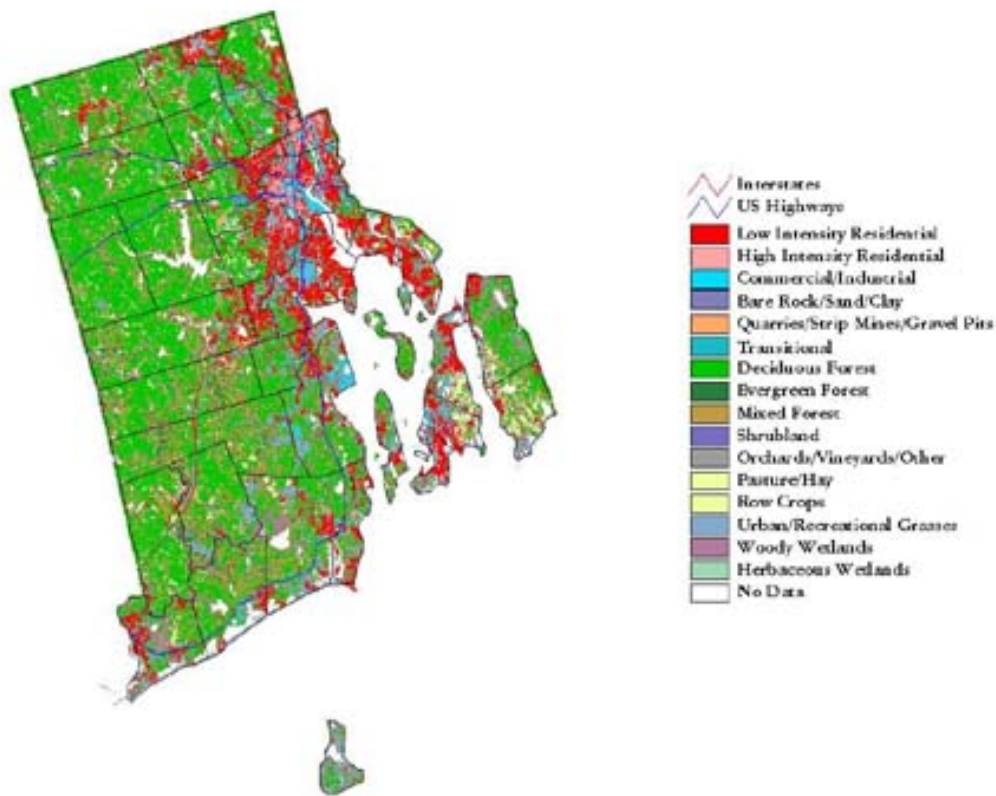 Interstates
US Highways
Low Intensity Residential
High Intensity Residential
Commercial/Industrial
Bare Rock/Sand/Clay
Quarries/Strip Mines/Gravel Pits
Transitional
Deciduous Forest
Evergreen Forest
Mixed Forest
Shrubland
Orchards/Vineyards/Other
Pasture/Hay
Row Crops
Urban/Recreational Grasses
Woody Wetlands
Herbaceous Wetlands
No Data